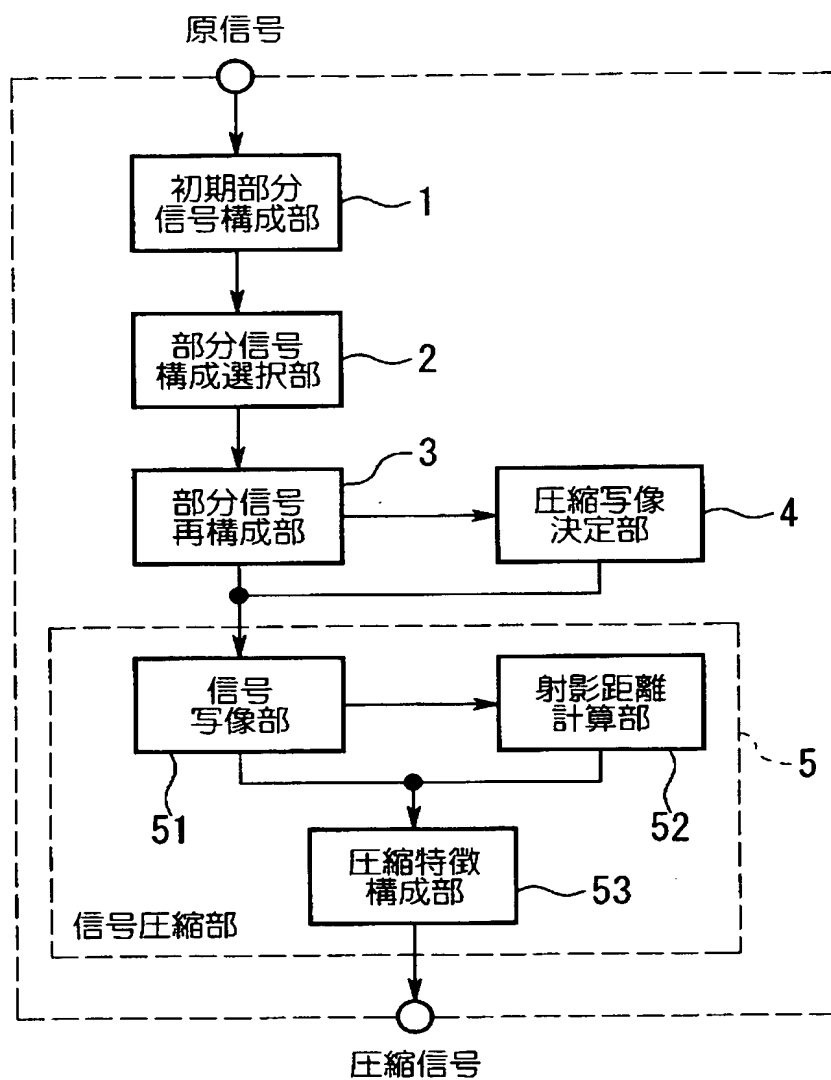 原信号
初期部分
信号構成部
1
部分信号
構成選択部
2
3
部分信号
再構成部
圧縮写像
決定部
4
信号
写像部
射影距離
計算部
5
51
52
圧縮特徴
構成部
53
信号圧縮部
圧縮信号